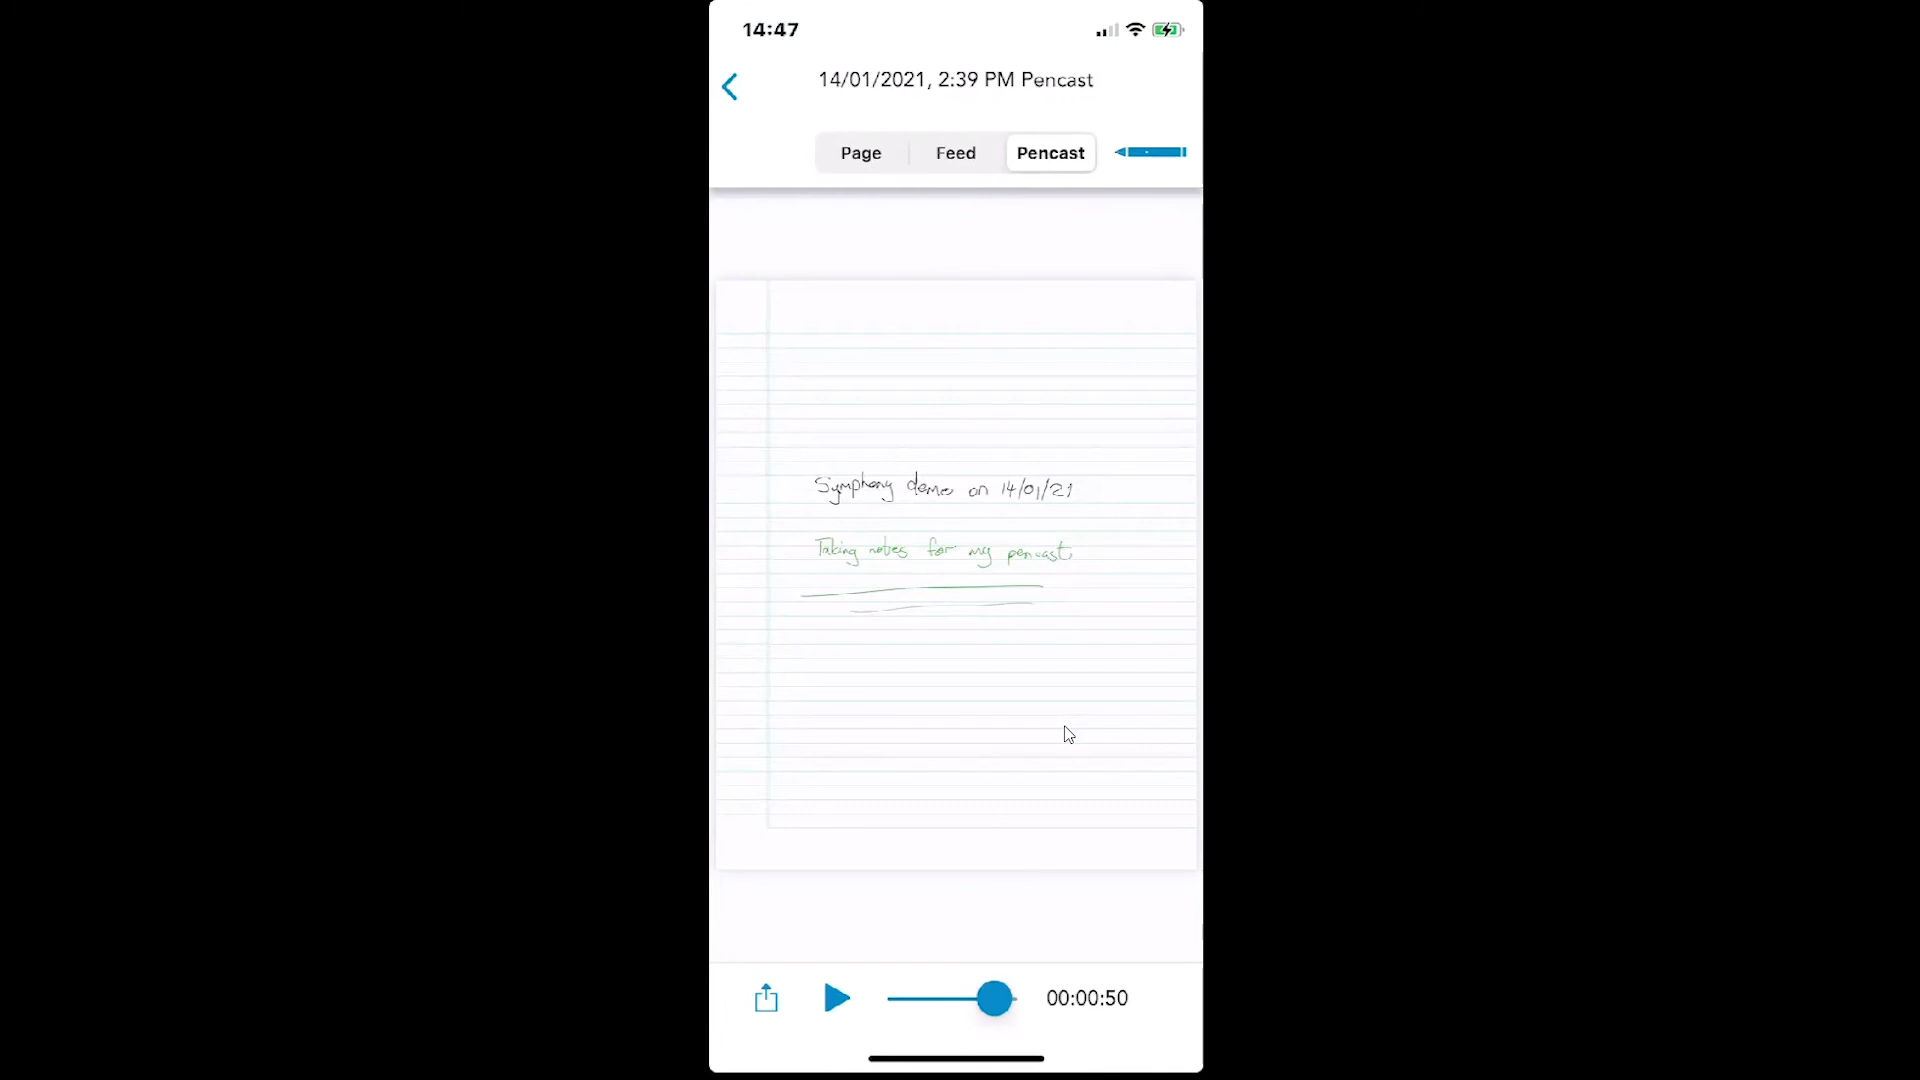 14:47
14/01/2021, 2:39 PM Pencast
Page Feed Pencast
Symphony demo on 14/01/21
Taking notes for my pencast.
00:00:50